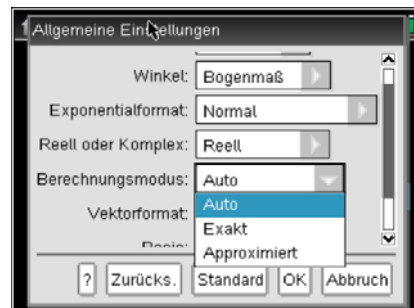 Allgemeine Einstellungen
Winkel: Bogenmaß
Exponentialformat: Normal
Reell oder Komplex: Reell
Berechnungsmodus: Auto
Auto
Vektorformat:
Exakt
Approximiert
? Zurücks. Standard OK Abbruch